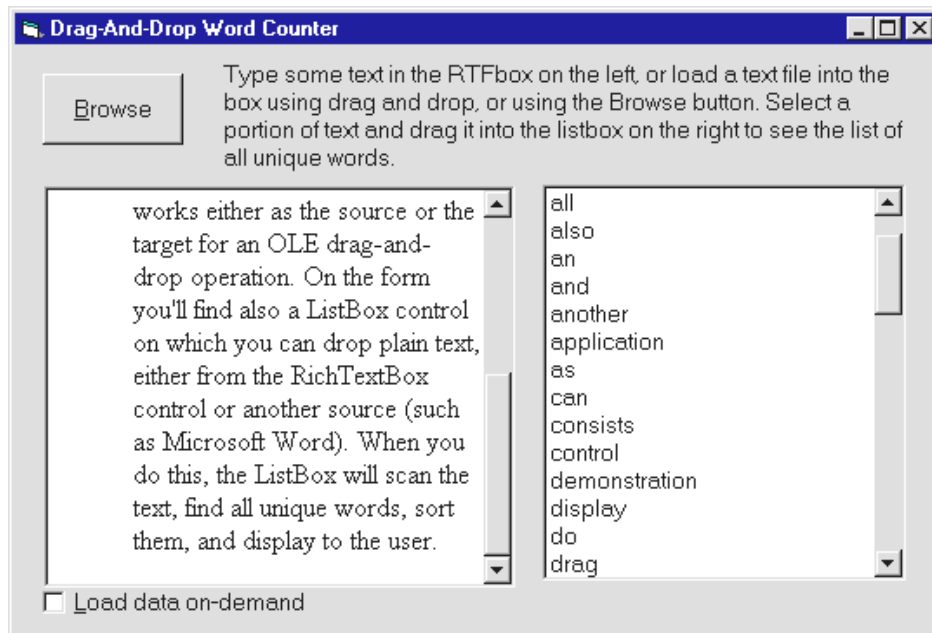 Drag-And-Drop Word Counter
Browse
Type some text in the RTFbox on the left, or load a text file into the
box using drag and drop, or using the Browse button. Select a
portion of text and drag it into the listbox on the right to see the list of
all unique words.
works either as the source or the
target for an OLE drag-and-
drop operation. On the form
you'll find also a ListBox control
on which you can drop plain text,
either from the RichTextBox
control or another source (such
as Microsoft Word). When you
do this, the ListBox will scan the
text, find all unique words, sort
them, and display to the user.
all
also
an
and
another
application
as
can
consists
control
demonstration
display
do
drag
Load data on-demand